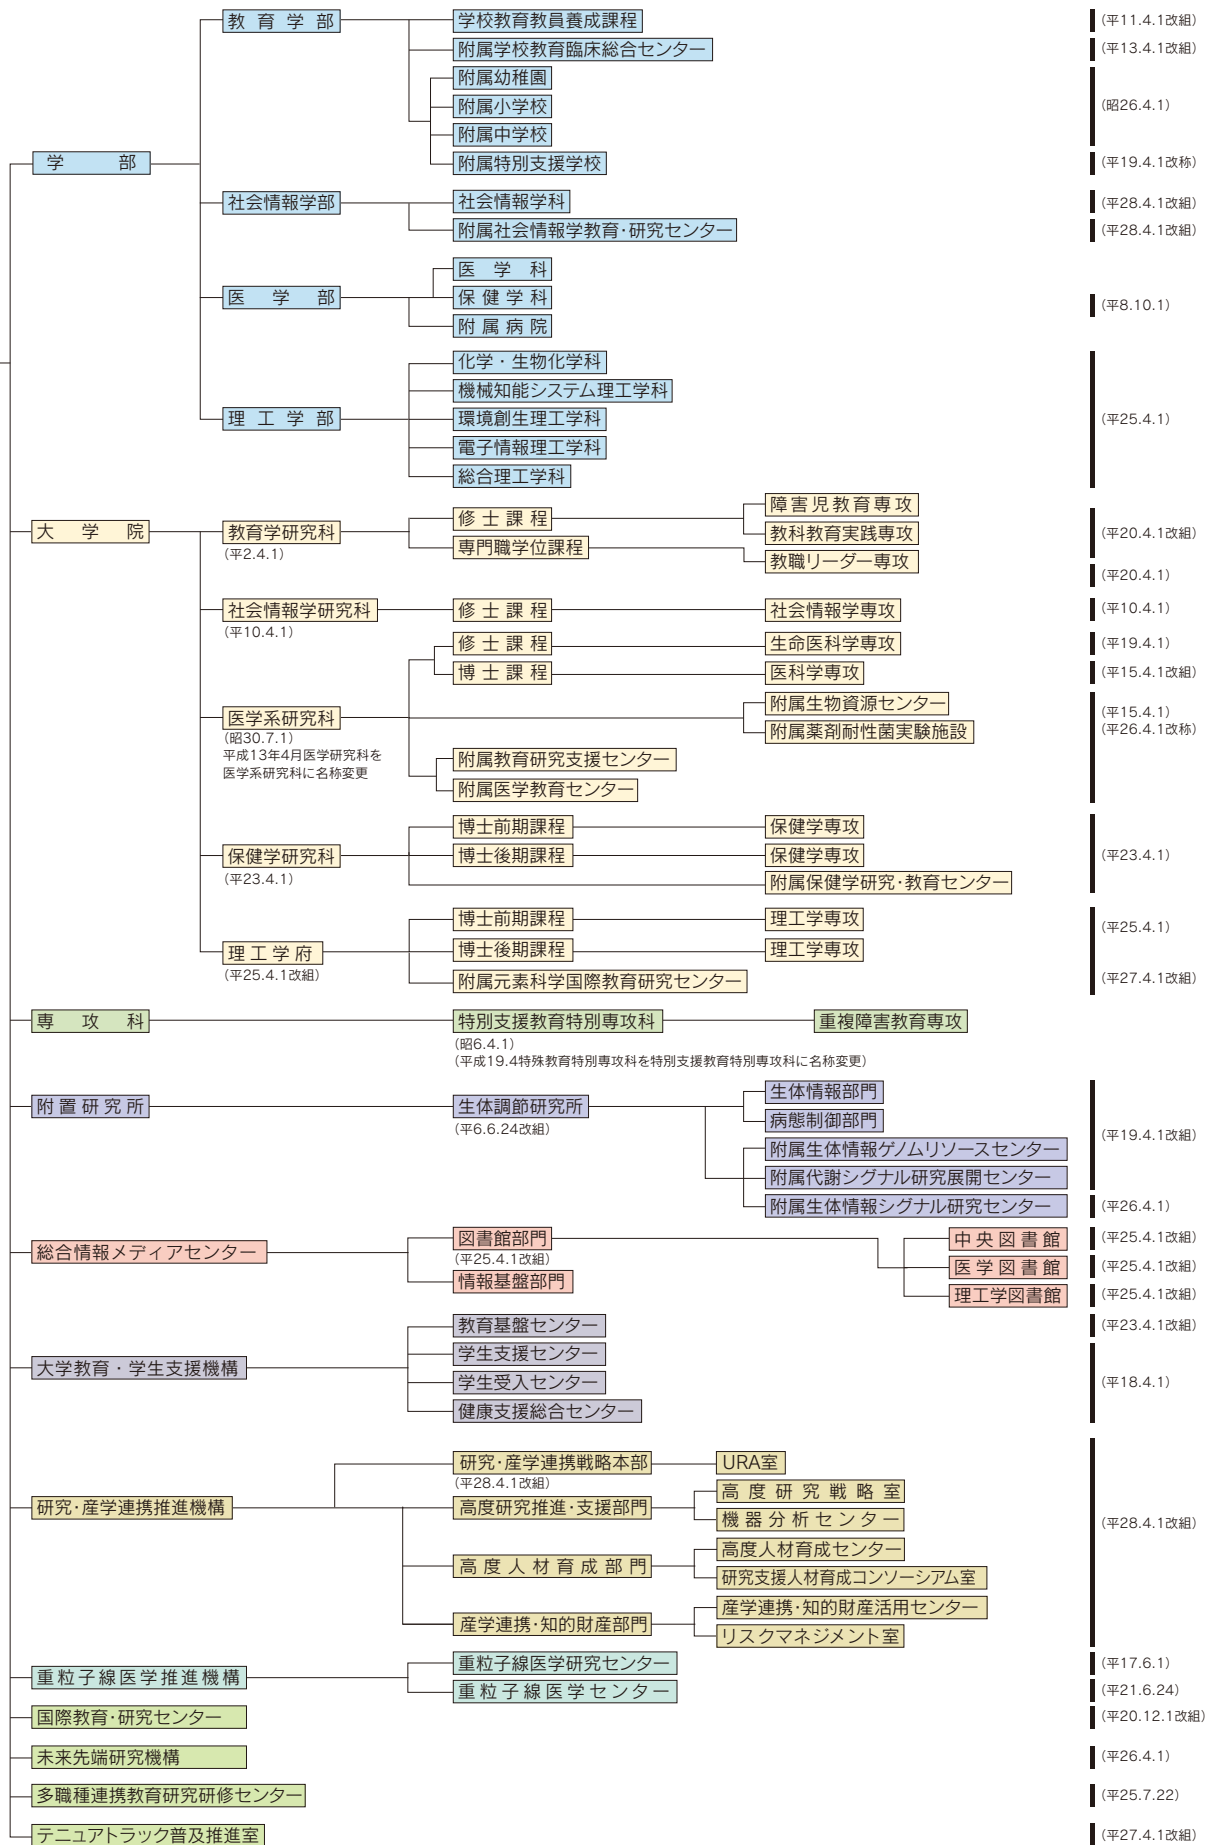 教育学部
学校教育教員養成課程
(平11.4.1改組)
附属学校教育臨床総合センター
(平13.4.1改組)
附属幼稚園
附属小学校
(昭26.4.1)
附属中学校
学部
附属特別支援学校
(平19.4.1改称)
社会情報学部
社会情報学科
(平28.4.1改組)
附属社会情報学教育・研究センター
(平28.4.1改組)
医学科
医学部
保健学科
(平8.10.1)
附属病院
化学・生物化学科
機械知能システム理工学科
理工学部
環境創生理工学科
(平25.4.1)
電子情報理工学科
総合理工学科
障害児教育専攻
大学院
教育学研究科
(平2.4.1)
修士課程
教科教育実践専攻
(平20.4.1改組)
専門職学位課程
教職リーダー専攻
(平20.4.1)
社会情報学研究科
(平10.4.1)
修士課程
社会情報学専攻
(平10.4.1)
修士課程
生命医科学専攻
(平19.4.1)
博士課程
医科学専攻
(平15.4.1改組)
附属生物資源センター
(平15.4.1)
医学系研究科
(昭30.7.1)
平成13年4月医学研究科を
医学系研究科に名称変更
附属薬剤耐性菌実験施設
(平26.4.1改称)
附属教育研究支援センター
附属医学教育センター
博士前期課程
保健学専攻
保健学研究科
(平23.4.1)
博士後期課程
保健学専攻
(平23.4.1)
附属保健学研究・教育センター
博士前期課程
理工学専攻
(平25.4.1)
理工学府
(平25.4.1改組)
博士後期課程
理工学専攻
附属元素科学国際教育研究センター
(平27.4.1改組)
専攻科
特別支援教育特別専攻科
重複障害教育専攻
(昭6.4.1)
(平成19.4特殊教育特別専攻科を特別支援教育特別専攻科に名称変更)
附置研究所
生体調節研究所
(平6.6.24改組)
生体情報部門
病態制御部門
(平19.4.1改組)
附属生体情報ゲノムリソースセンター
附属代謝シグナル研究展開センター
附属生体情報シグナル研究センター
(平26.4.1)
総合情報メディアセンター
図書館部門
(平25.4.1改組)
情報基盤部門
中央図書館
(平25.4.1改組)
医学図書館
(平25.4.1改組)
理工学図書館
(平25.4.1改組)
教育基盤センター
(平23.4.1改組)
大学教育・学生支援機構
学生支援センター
学生受入センター
(平18.4.1)
健康支援総合センター
研究・産学連携戦略本部
(平28.4.1改組)
URA室
研究・産学連携推進機構
高度研究推進・支援部門
高度研究戦略室
機器分析センター
(平28.4.1改組)
高度人材育成部門
高度人材育成センター
研究支援人材育成コンソーシアム室
産学連携・知的財産部門
産学連携・知的財産活用センター
リスクマネジメント室
重粒子線医学推進機構
重粒子線医学研究センター
(平17.6.1)
重粒子線医学センター
(平21.6.24)
国際教育・研究センター
(平20.12.1改組)
未来先端研究機構
(平26.4.1)
多職種連携教育研究研修センター
(平25.7.22)
テニュアトラック普及推進室
(平27.4.1改組)